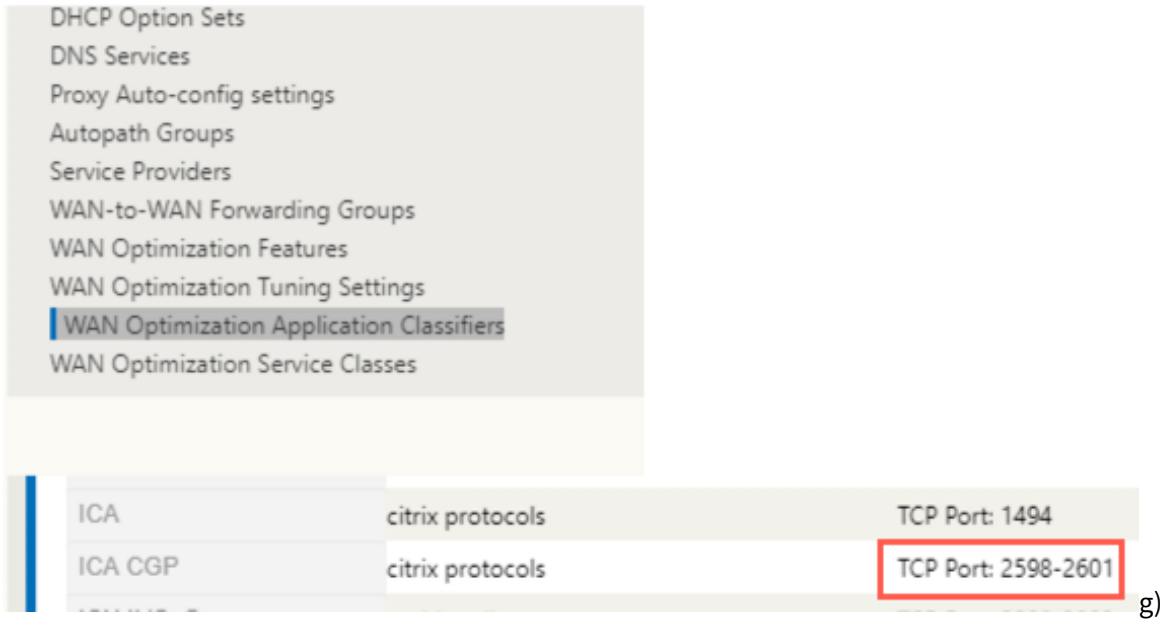 DHCP Option Sets
DNS Services
Proxy Auto-config settings
Autopath Groups
Service Providers
WAN-to-WAN Forwarding Groups
WAN Optimization Features
WAN Optimization Tuning Settings
WAN Optimization Application Classifiers
WAN Optimization Service Classes
ICA citrix protocols TCP Port: 1494
ICA CGP citrix protocols TCP Port: 2598-2601
g)